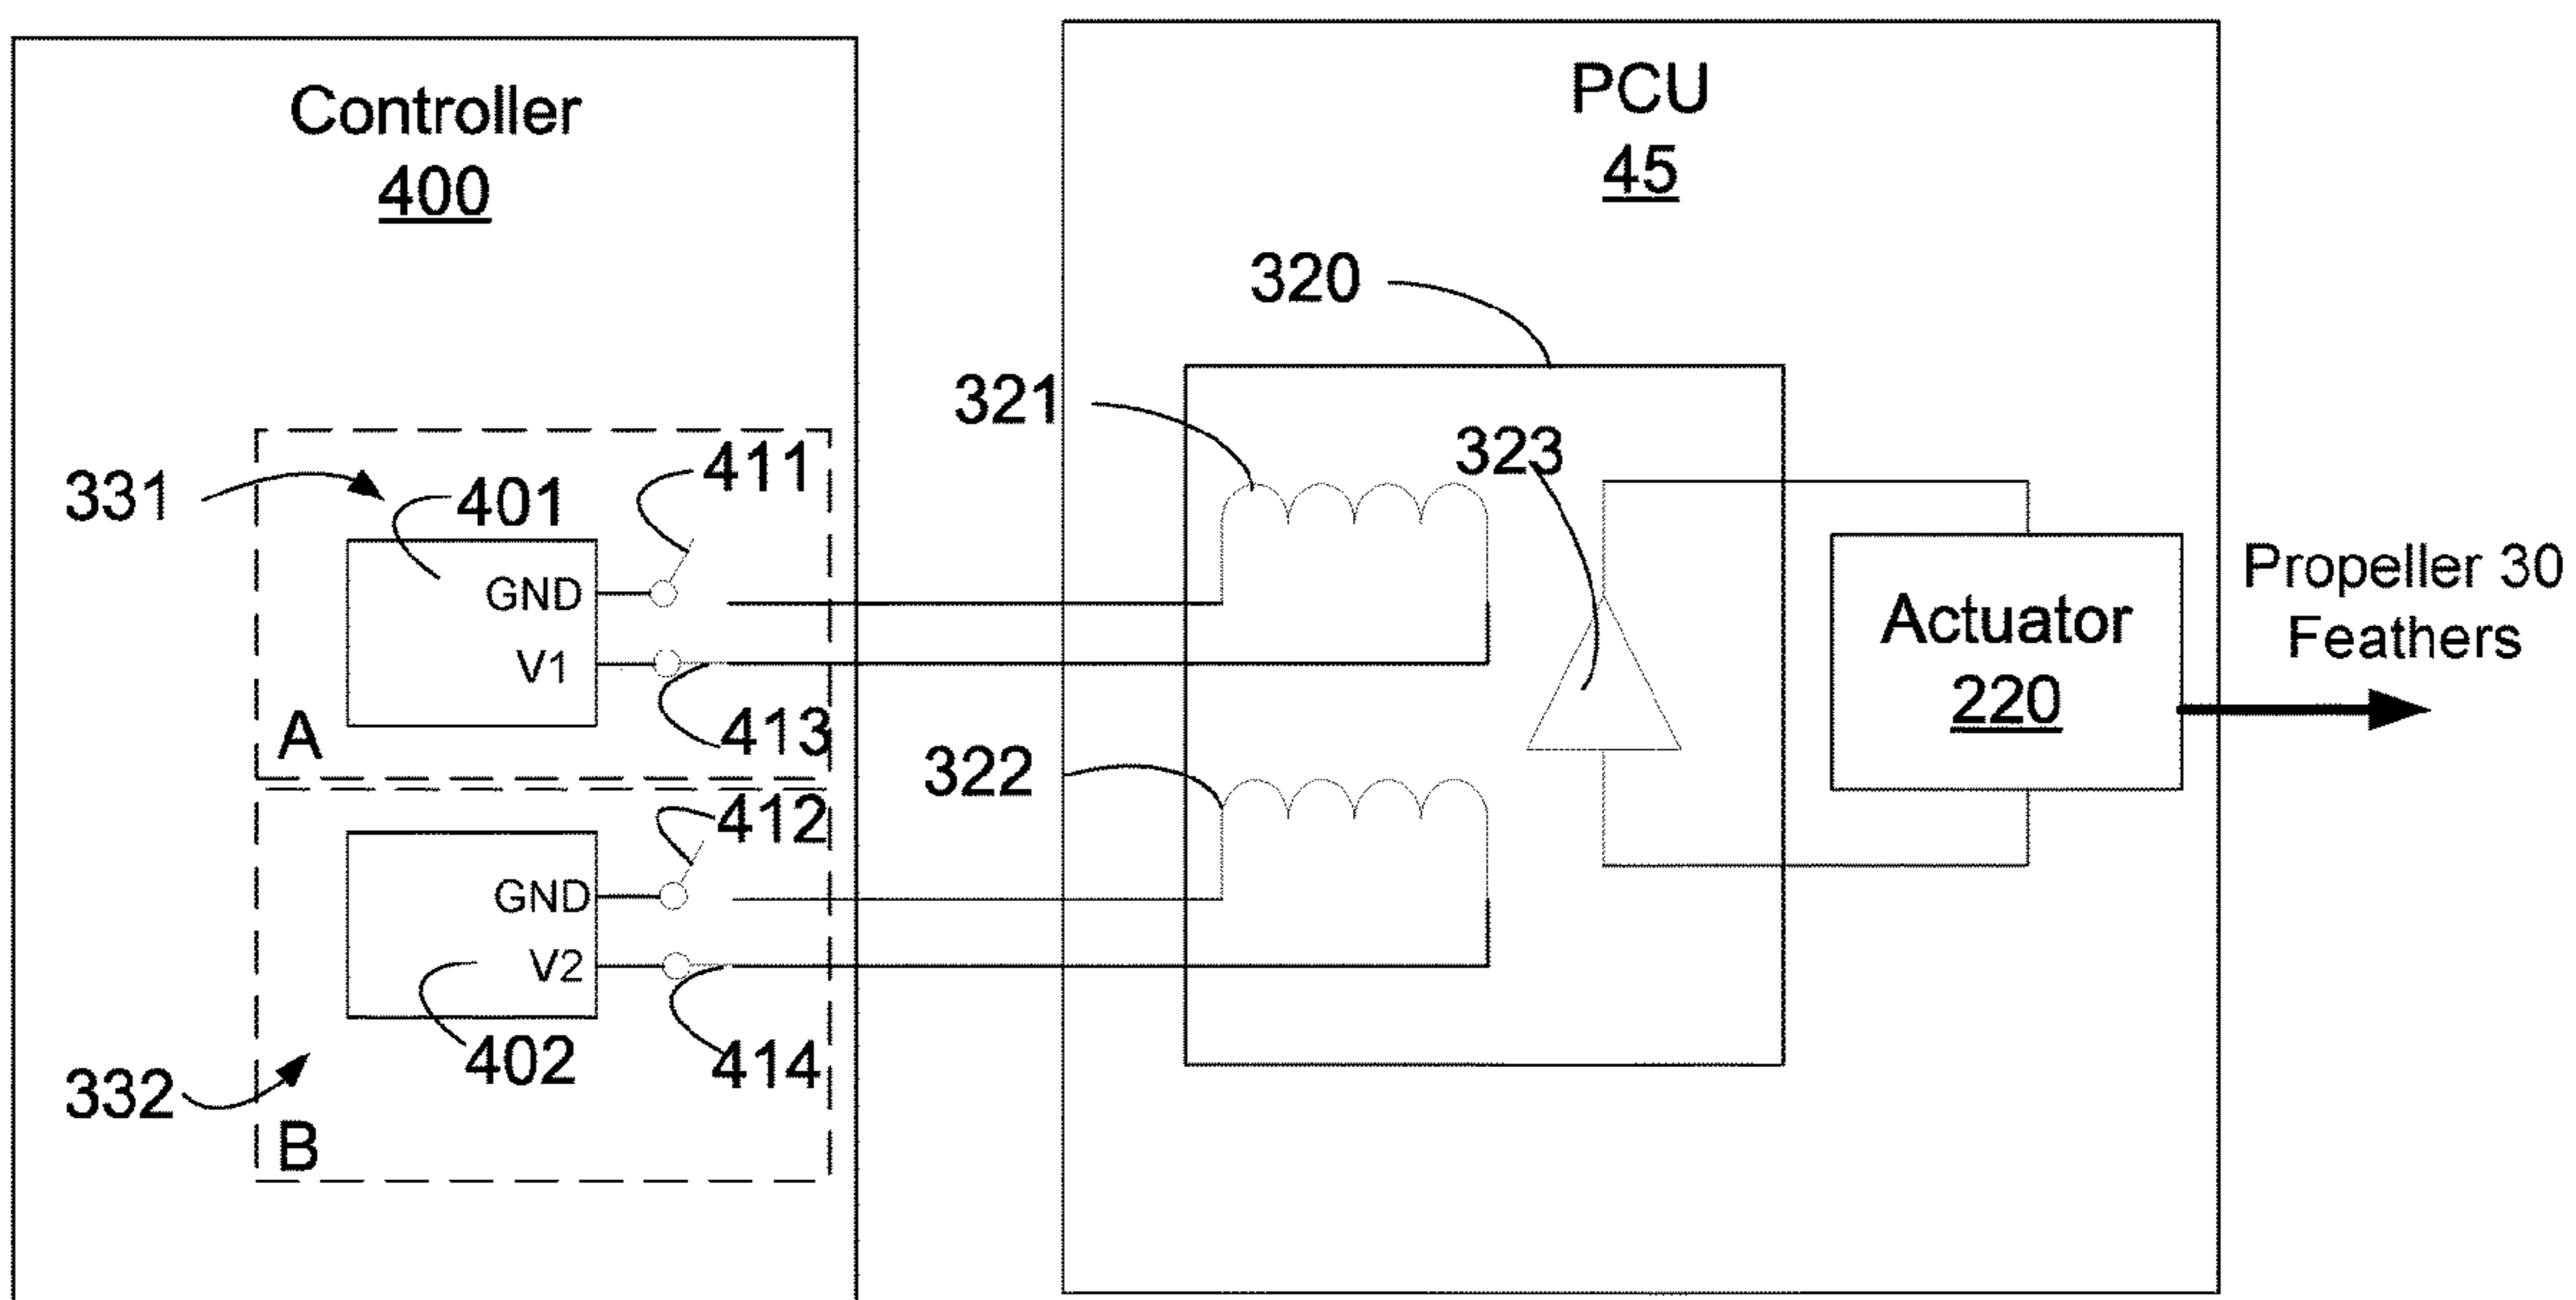 Controller
400
PCU
45
320
321
323
331
401
411
GND
V1
413
A
322
412
GND
V2
402
414
332
B
Actuator
220
Propeller 30
Feathers